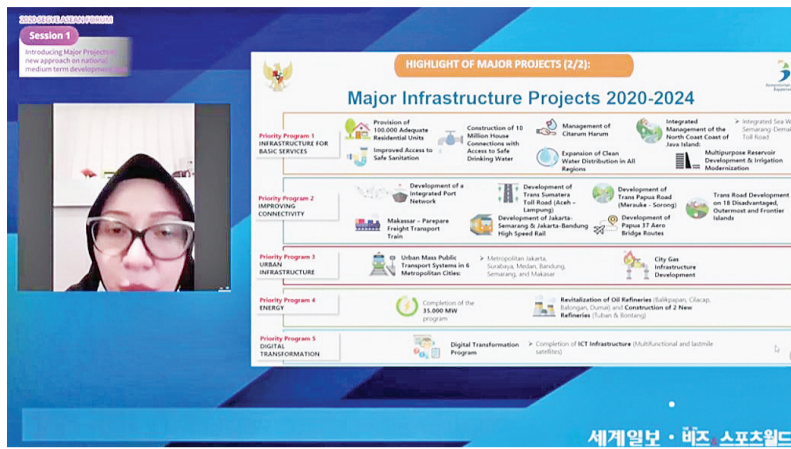 2020 SEGYE ASEAN FORUM
Session 1
Introducing Major Projects
new approach on national
medium term development
HIGHLIGHT OF MAJOR PROJECTS (2/2):
Major Infrastructure Projects 2020-2024
Priority Program 1
INFRASTRUCTURE FOR
BASIC SERVICES
Provision of
100.000 Adequate
Residential Units
Improved Access to
Safe Sanitation
Construction of 10
Million House
Connections with
Access to Safe
Drinking Water
Management of
Citarum Harum
Expansion of Clean
Water Distribution in All
Regions
Integrated
Management of the
North Coast Coast of
Java Island:
➤ Integrated Sea W
Semarang-Demak
Toll Road
Multipurpose Reservoir
Development & Irrigation
Modernization
Priority Program 2
IMPROVING
CONNECTIVITY
Development of a
Integrated Port
Network
Makassar – Parepare
Freight Transport
Train
Development of
Trans Sumatera
Toll Road (Aceh –
Lampung)
Development of Jakarta-
Semarang & Jakarta-Bandung
High Speed Rail
Development of
Trans Papua Road
(Merauke - Sorong)
Development of
Papua 37 Aero
Bridge Routes
Trans Road Development
on 18 Disadvantaged,
Outermost and Frontier
Islands
Priority Program 3
URBAN
INFRASTRUCTURE
Urban Mass Public
Transport Systems in 6
Metropolitan Cities:
➤ Metropolitan Jakarta,
Surabaya, Medan, Bandung,
Semarang, and Makasar
City Gas
Infrastructure
Development
Priority Program 4
ENERGY
Completion of the
35.000 MW
program
Revitalization of Oil Refineries (Balikpapan, Cilacap,
Balongan, Dumai) and Construction of 2 New
Refineries (Tuban & Bontang)
Priority Program 5
DIGITAL
TRANSFORMATION
Digital Transformation
Program
➤ Completion of ICT Infrastructure (Multifunctional and lastmile
satellites)
세계일보 • 비즈&스포츠월드